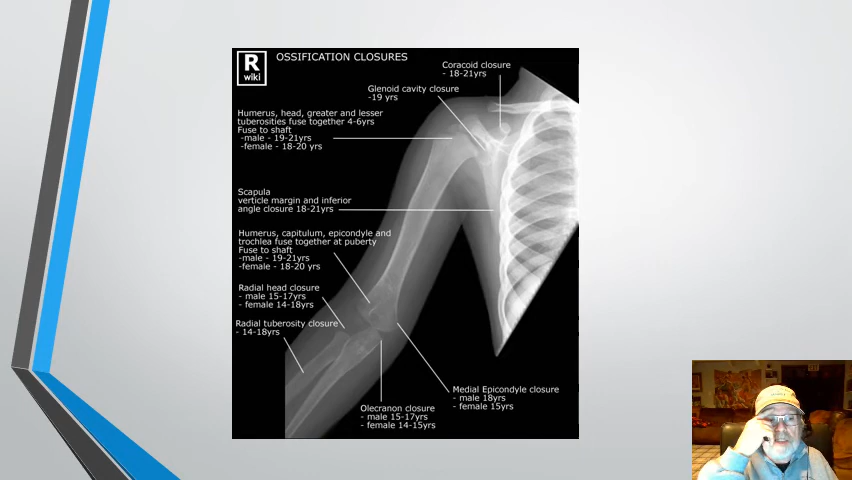 R
wiki
OSSIFICATION CLOSURES
Coracoid closure
- 18-21yrs
Glenoid cavity closure
-19 yrs
Humerus, head, greater and lesser
tuberosities fuse together 4-6yrs
Fuse to shaft
-male - 19-21yrs
-female - 18-20 yrs
Scapula
verticle margin and inferior
angle closure 18-21yrs
Humerus, capitulum, epicondyle and
trochlea fuse together at puberty
Fuse to shaft
-male - 19-21yrs
-female - 18-20 yrs
Radial head closure
- male 15-17yrs
- female 14-18yrs
Radial tuberosity closure
- 14-18yrs
Olecranon closure
- male 15-17yrs
- female 14-15yrs
Medial Epicondyle closure
- male 18yrs
- female 15yrs